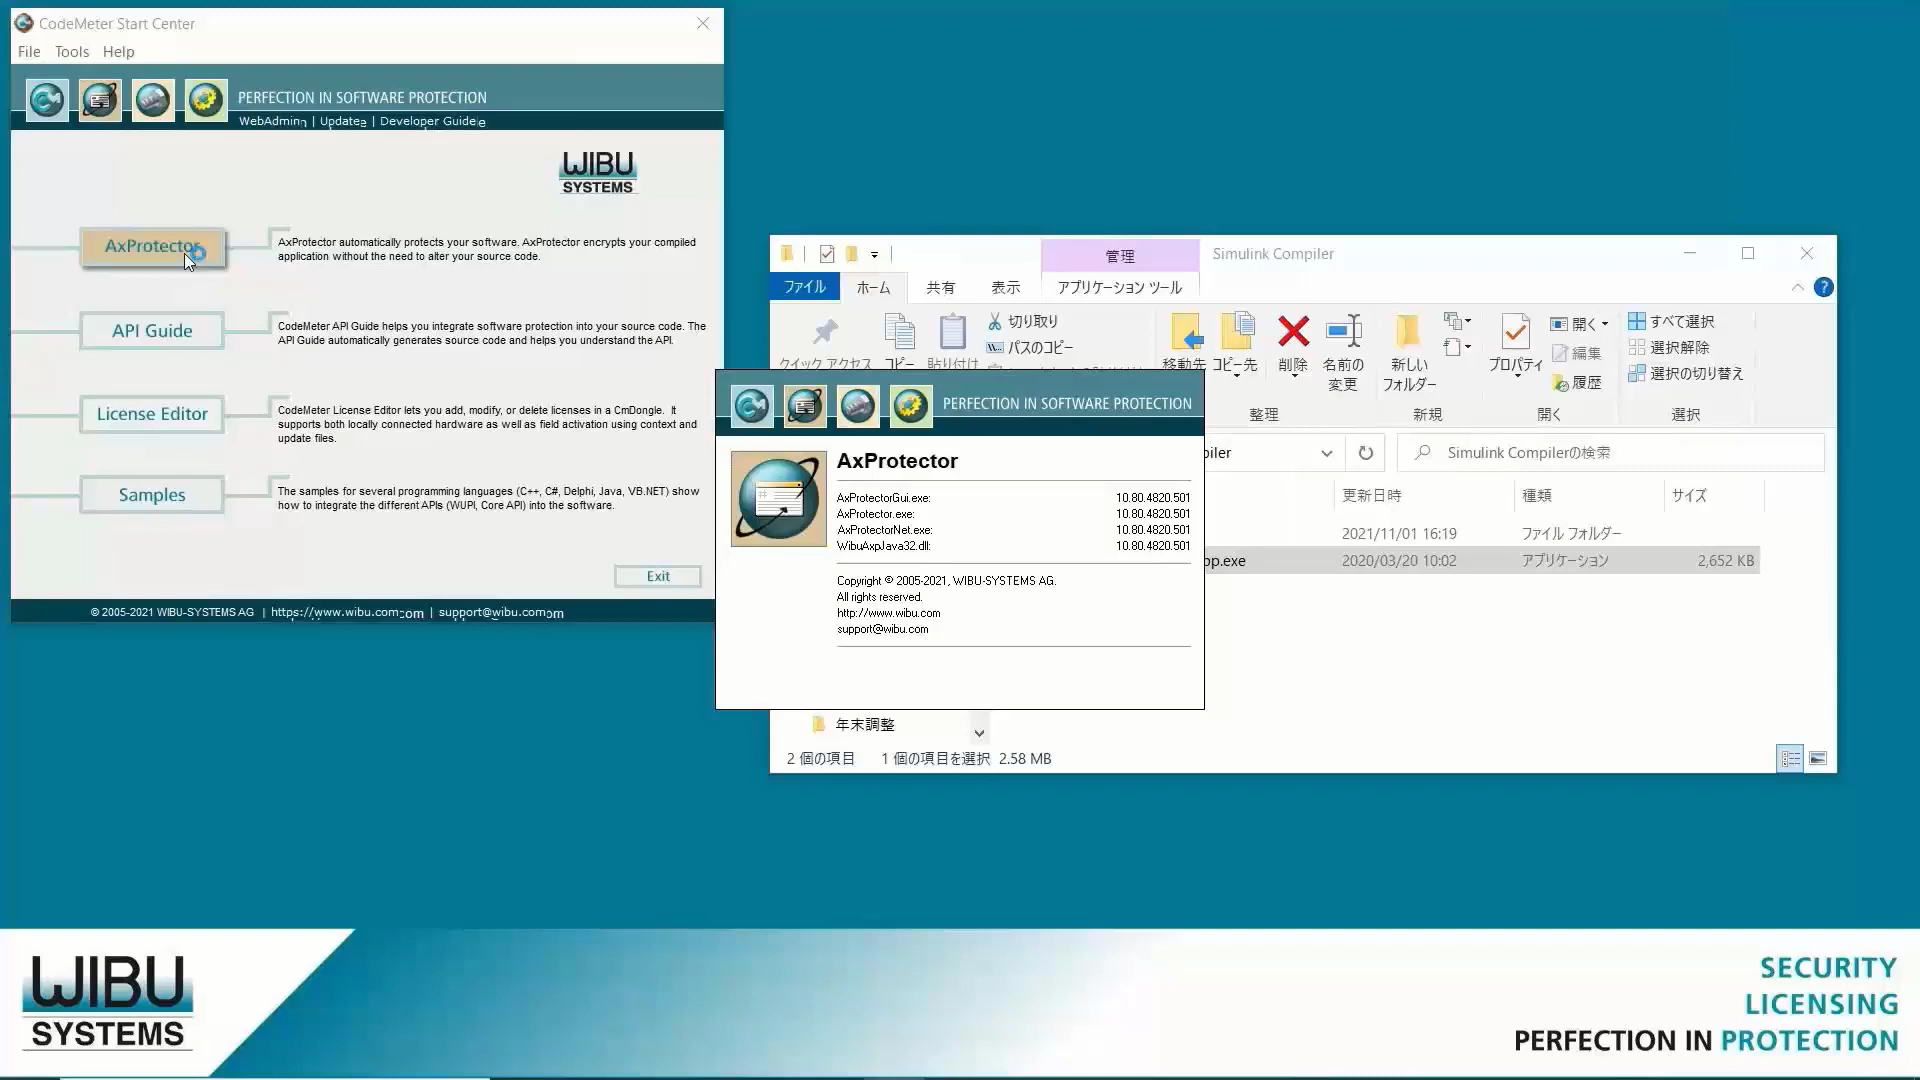 CodeMeter Start Center
File Tools Help
PERFECTION IN SOFTWARE PROTECTION
WebAdmin | Update | Developer Guide
WIBU
SYSTEMS
AxProtector
AxProtector automatically protects your software. AxProtector encrypts your compiled
application without the need to alter your source code.
API Guide
CodeMeter API Guide helps you integrate software protection into your source code. The
API Guide automatically generates source code and helps you understand the API.
License Editor
CodeMeter License Editor lets you add, modify, or delete licenses in a CmDongle. It
supports both locally connected hardware as well as field activation using context and
update files.
Samples
The samples for several programming languages (C++, C#, Delphi, Java, VB.NET) show
how to integrate the different APIs (WUPI, Core API) into the software.
Exit
© 2005-2021 WIBU-SYSTEMS AG | https://www.wibu.com | support@wibu.com
管理
Simulink Compiler
ファイル ホーム 共有 表示 アプリケーション ツール
クイック アクセス コピー 貼り付け
切り取り
パスのコピー
移動先 コピー先 削除 名前の
変更
新しい
フォルダー
プロパティ
開く
編集
履歴
すべて選択
選択解除
選択の切り替え
整理 新規 開く 選択
piler
Simulink Compilerの検索
更新日時 種類 サイズ
2021/11/01 16:19 ファイル フォルダー
pp.exe 2020/03/20 10:02 アプリケーション 2,652 KB
年末調整
2 個の項目 1 個の項目を選択 2.58 MB
PERFECTION IN SOFTWARE PROTECTION
AxProtector
AxProtectorGui.exe: 10.80.4820.501
AxProtector.exe: 10.80.4820.501
AxProtectorNet.exe: 10.80.4820.501
WibuAxpJava32.dll: 10.80.4820.501
Copyright © 2005-2021, WIBU-SYSTEMS AG.
All rights reserved.
http://www.wibu.com
support@wibu.com
WIBU
SYSTEMS
SECURITY
LICENSING
PERFECTION IN PROTECTION